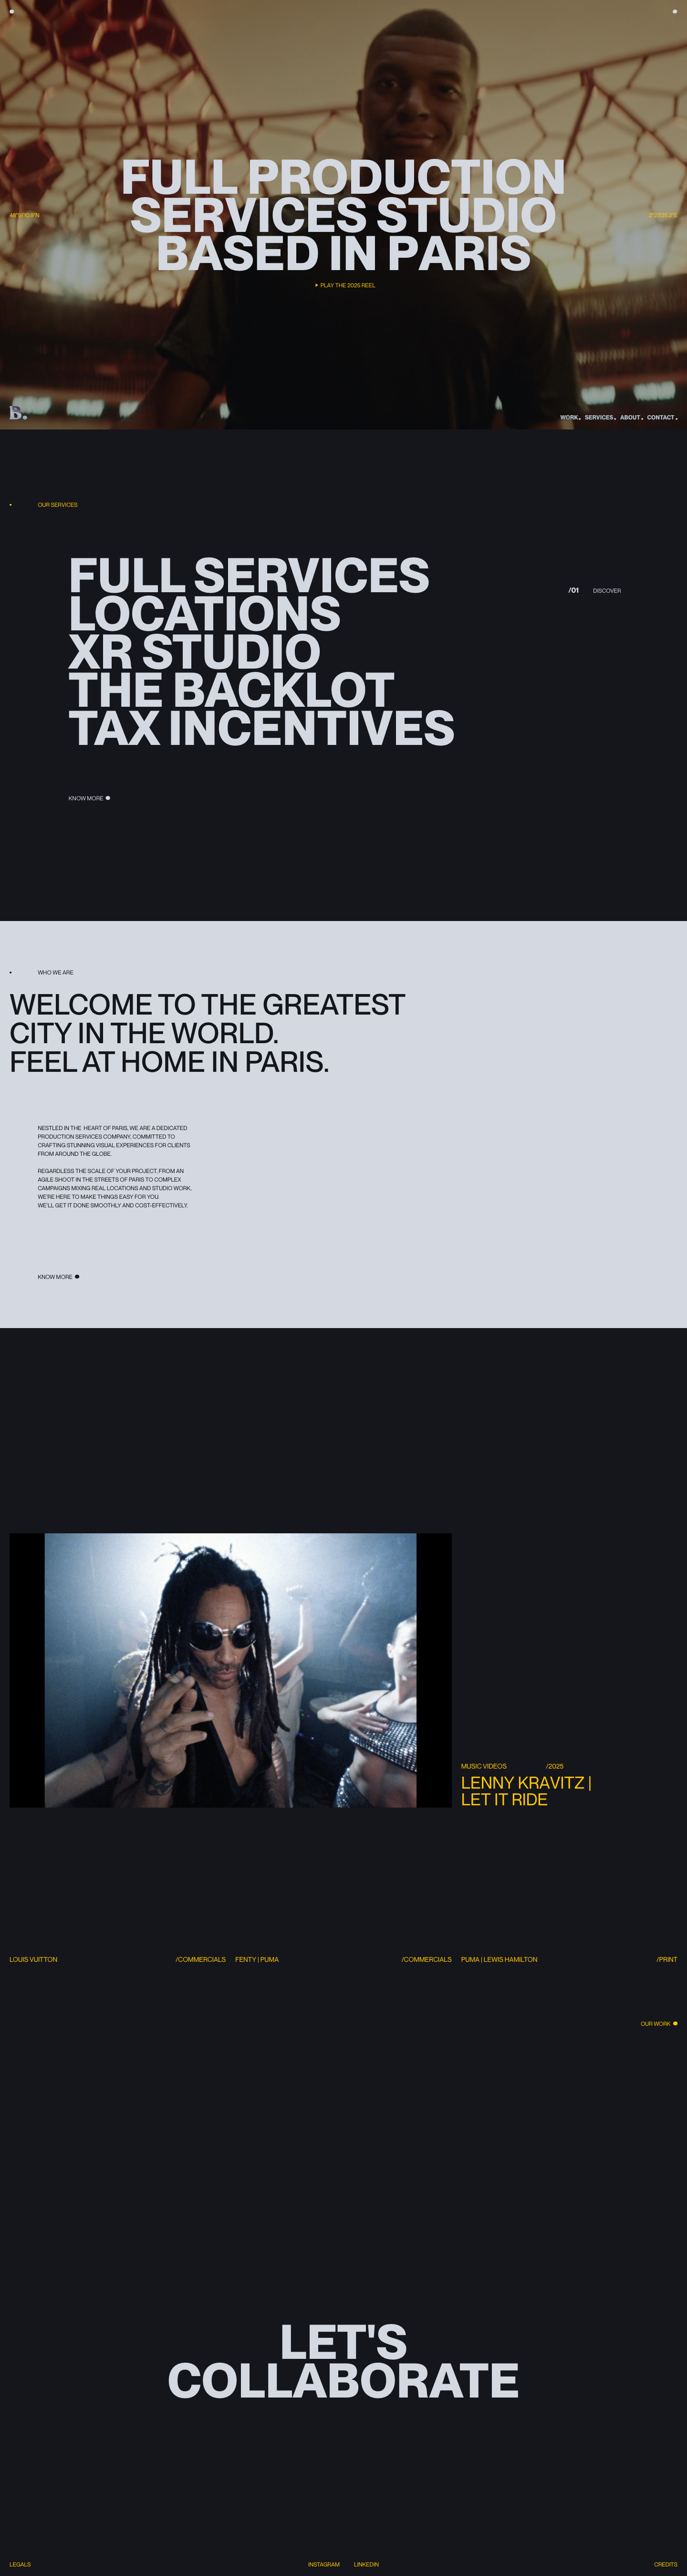 FULL PRODUCTION
SERVICES STUDIO
BASED IN PARIS
PLAY THE 2025 REEL
B.
WORK. SERVICES. ABOUT. CONTACT.
OUR SERVICES
FULL SERVICES
LOCATIONS
XR STUDIO
THE BACKLOT
TAX INCENTIVES
/01 DISCOVER
KNOW MORE
WHO WE ARE
WELCOME TO THE GREATEST
CITY IN THE WORLD.
FEEL AT HOME IN PARIS.
NESTLED IN THE HEART OF PARIS, WE ARE A DEDICATED
PRODUCTION SERVICES COMPANY, COMMITTED TO
CRAFTING STUNNING VISUAL EXPERIENCES FOR CLIENTS
FROM AROUND THE GLOBE.
REGARDLESS THE SCALE OF YOUR PROJECT, FROM AN
AGILE SHOOT IN THE STREETS OF PARIS TO COMPLEX
CAMPAIGNS MIXING REAL LOCATIONS AND STUDIO WORK,
WE'RE HERE TO MAKE THINGS EASY FOR YOU.
WE'LL GET IT DONE SMOOTHLY AND COST-EFFECTIVELY.
KNOW MORE
MUSIC VIDEOS /2025
LENNY KRAVITZ |
LET IT RIDE
LOUIS VUITTON /COMMERCIALS FENTY | PUMA /COMMERCIALS PUMA | LEWIS HAMILTON /PRINT
OUR WORK
LET'S
COLLABORATE
LEGALS INSTAGRAM LINKEDIN CREDITS